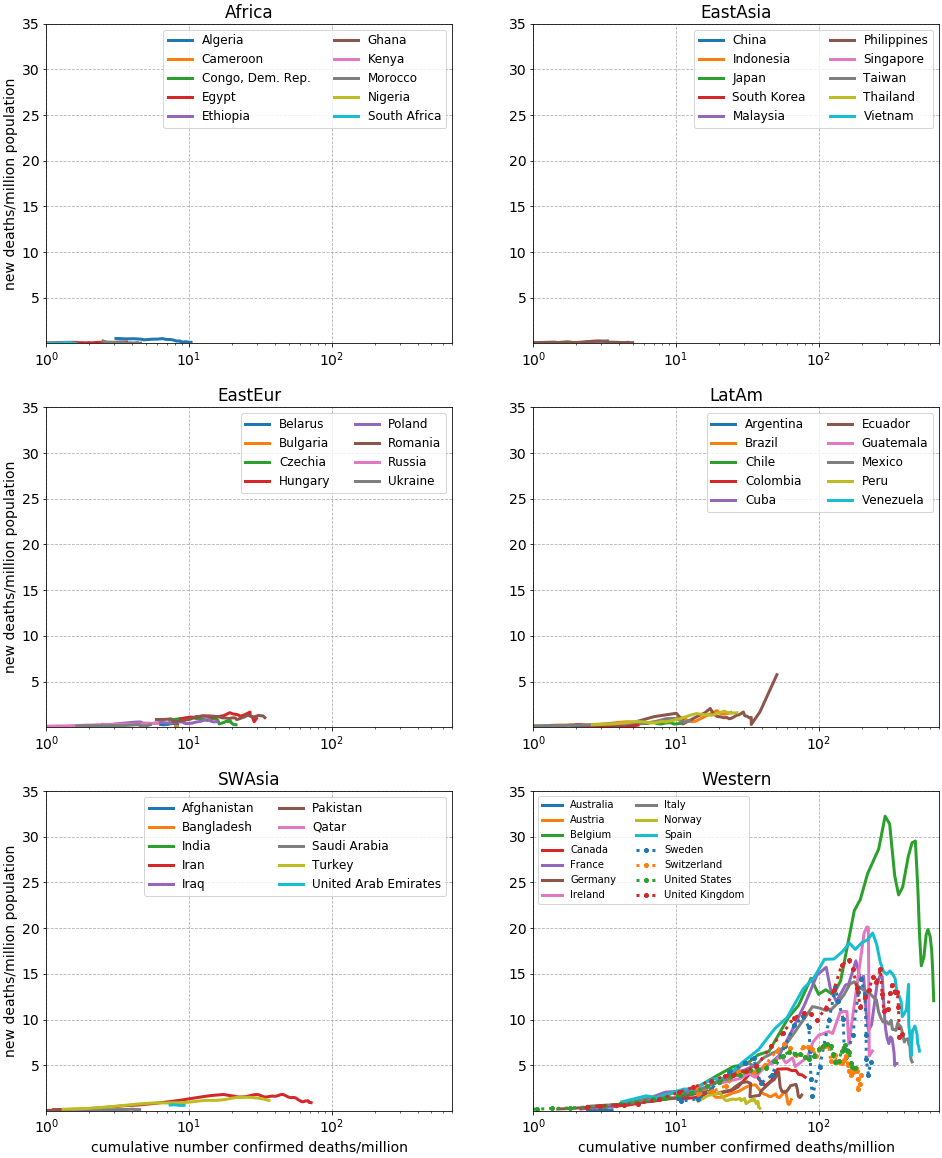 Africa
new deaths/million population
35
30
25
20
15
10
5
10^0
10^1
10^2
Algeria
Cameroon
Congo, Dem. Rep.
Egypt
Ethiopia
Ghana
Kenya
Morocco
Nigeria
South Africa
EastAsia
35
30
25
20
15
10
5
10^0
10^1
10^2
China
Indonesia
Japan
South Korea
Malaysia
Philippines
Singapore
Taiwan
Thailand
Vietnam
EastEur
new deaths/million population
35
30
25
20
15
10
5
10^0
10^1
10^2
Belarus
Bulgaria
Czechia
Hungary
Poland
Romania
Russia
Ukraine
LatAm
35
30
25
20
15
10
5
10^0
10^1
10^2
Argentina
Brazil
Chile
Colombia
Cuba
Ecuador
Guatemala
Mexico
Peru
Venezuela
SWAsia
new deaths/million population
35
30
25
20
15
10
5
10^0
10^1
10^2
Afghanistan
Bangladesh
India
Iran
Iraq
Pakistan
Qatar
Saudi Arabia
Turkey
United Arab Emirates
cumulative number confirmed deaths/million
Western
35
30
25
20
15
10
5
10^0
10^1
10^2
Australia
Austria
Belgium
Canada
France
Germany
Ireland
Italy
Norway
Spain
Sweden
Switzerland
United States
United Kingdom
cumulative number confirmed deaths/million